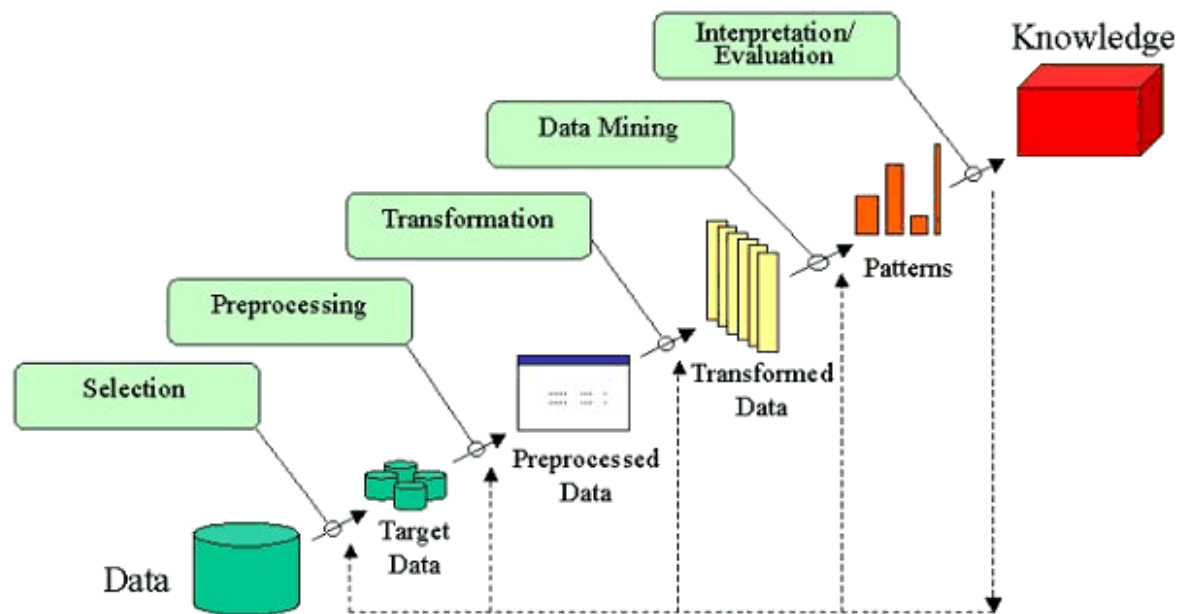 Interpretation/
Evaluation
Knowledge
Data Mining
Transformation
Patterns
Preprocessing
Transformed
Data
Selection
Preprocessed
Data
Target
Data
Data